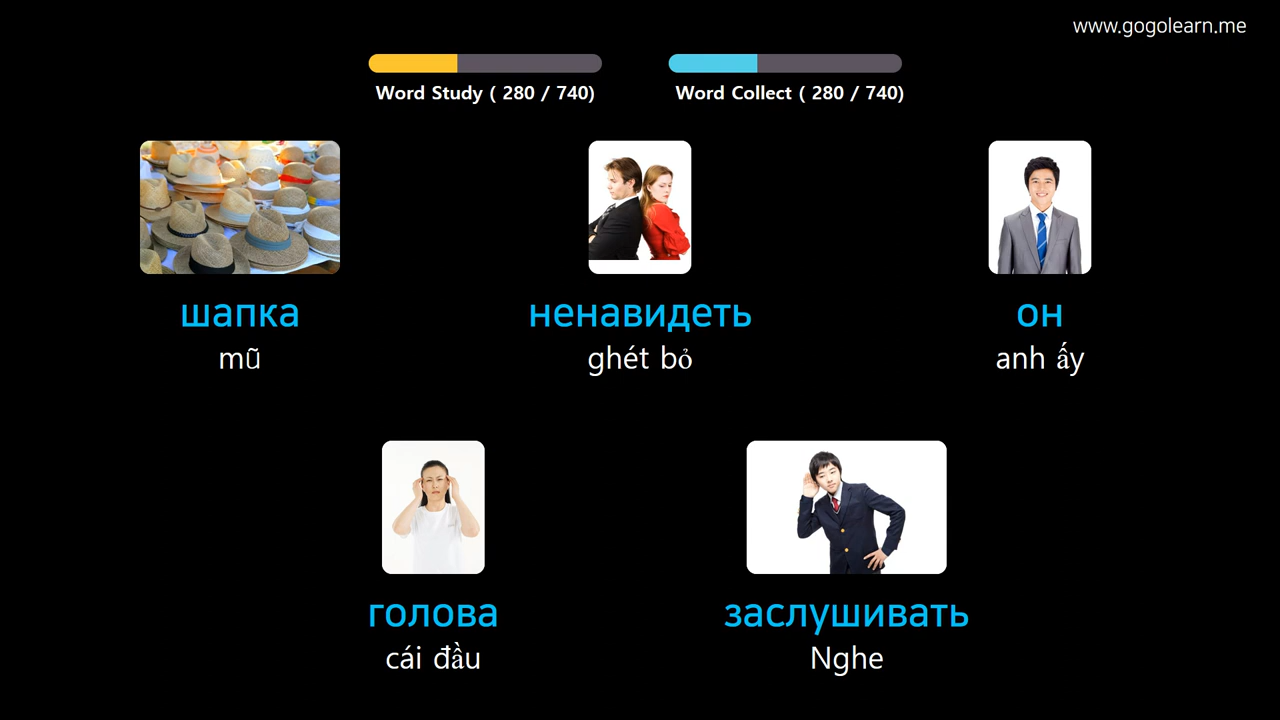 www.gogolearn.me
Word Study ( 280 / 740)
Word Collect ( 280 / 740)
шапка
mũ
ненавидеть
ghét bỏ
он
anh ấy
голова
cái đầu
заслушивать
Nghe